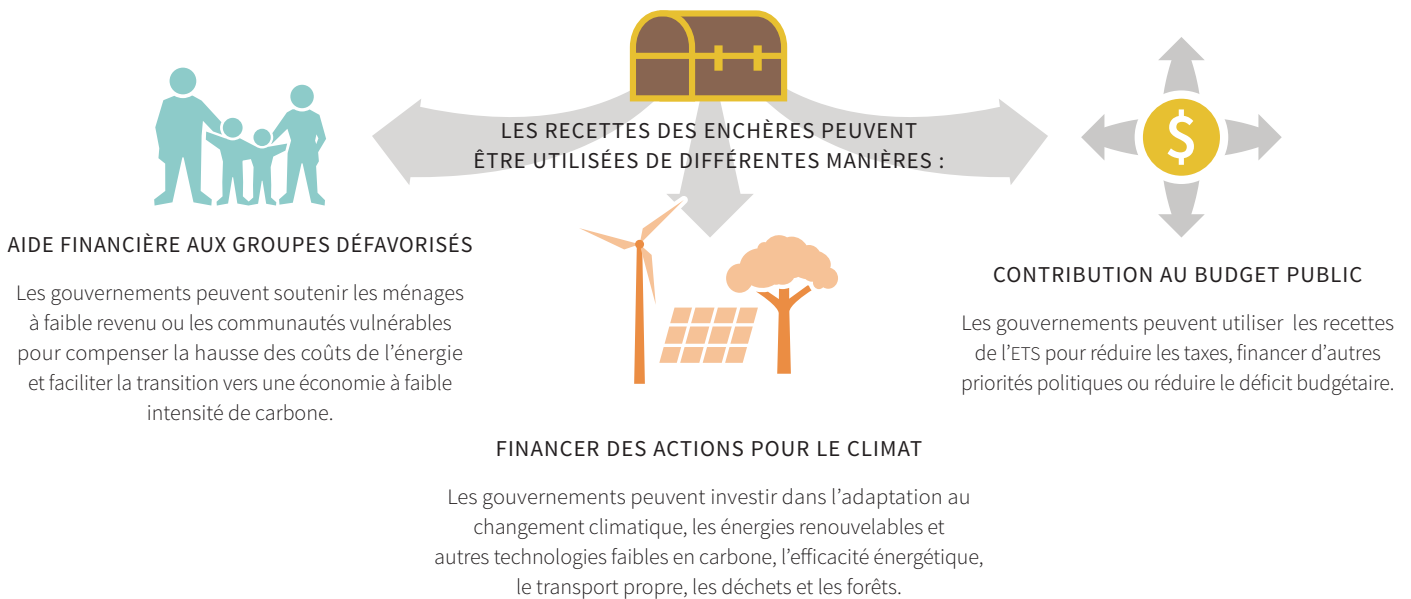 LES RECETTES DES ENCHÈRES PEUVENT
ÊTRE UTILISÉES DE DIFFÉRENTES MANIÈRES :
AIDE FINANCIÈRE AUX GROUPES DÉFAVORISÉS
Les gouvernements peuvent soutenir les ménages
à faible revenu ou les communautés vulnérables
pour compenser la hausse des coûts de l’énergie
et faciliter la transition vers une économie à faible
intensité de carbone.
FINANCER DES ACTIONS POUR LE CLIMAT
Les gouvernements peuvent investir dans l’adaptation au
changement climatique, les énergies renouvelables et
autres technologies faibles en carbone, l’efficacité énergétique,
le transport propre, les déchets et les forêts.
$
CONTRIBUTION AU BUDGET PUBLIC
Les gouvernements peuvent utiliser les recettes
de l’ETS pour réduire les taxes, financer d’autres
priorités politiques ou réduire le déficit budgétaire.